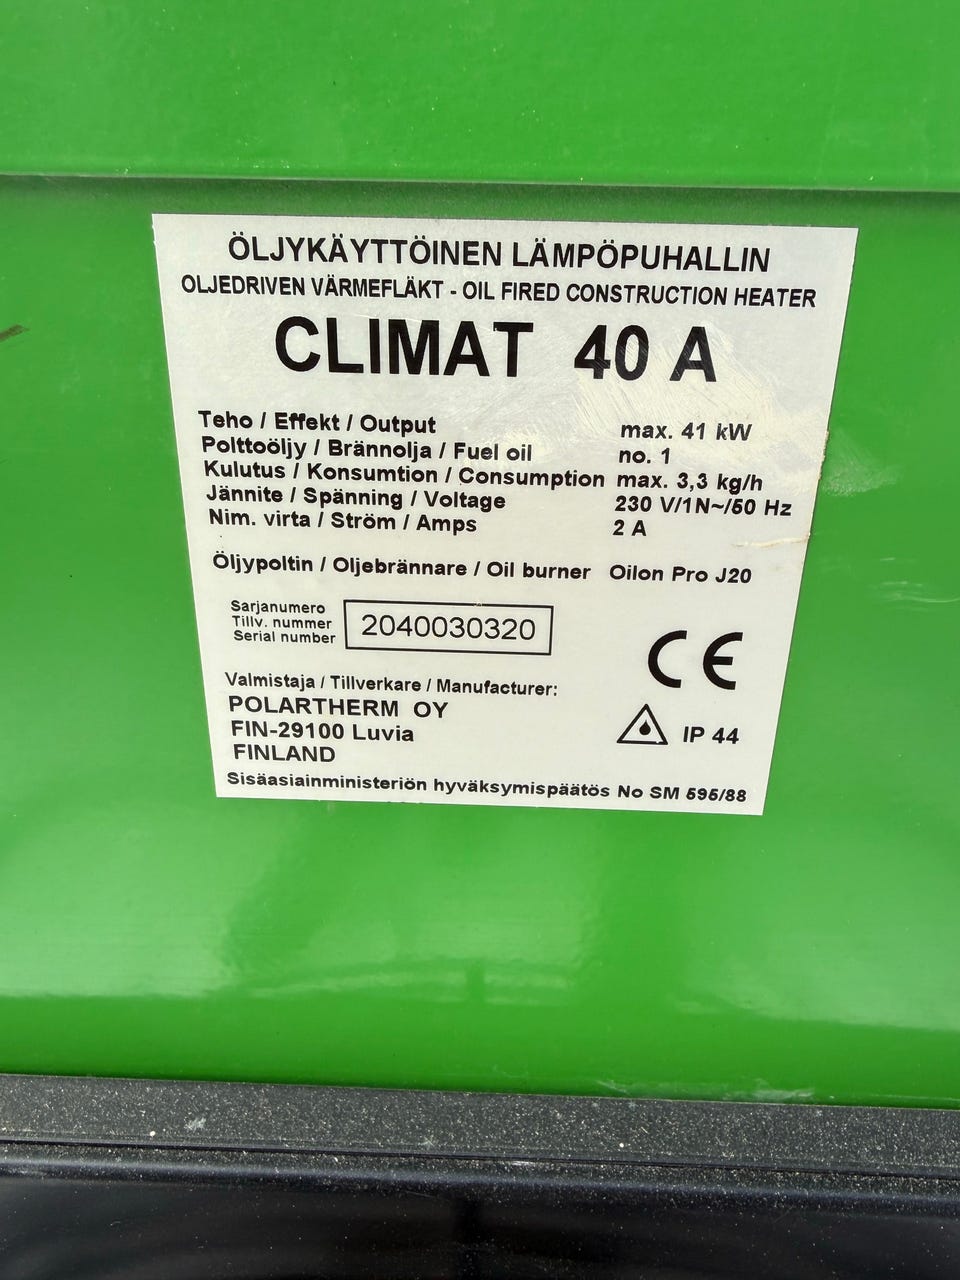 ÖLJYKÄYTTÖINEN LÄMPÖPUHALLIN
OLJEDRIVEN VÄRMEFLÄKT - OIL FIRED CONSTRUCTION HEATER
CLIMAT 40 A
Teho / Effekt / Output max. 41 kW
Polttoöljy / Brännolja / Fuel oil no. 1
Kulutus / Konsumtion / Consumption max. 3,3 kg/h
Jännite / Spänning / Voltage 230 V/1N~/50 Hz
Nim. virta / Ström / Amps 2 A
Öljypoltin / Oljebrännare / Oil burner Oilon Pro J20
Sarjanumero
Tillv. nummer
Serial number
2040030320
CE
Valmistaja / Tillverkare / Manufacturer:
POLARTHERM OY
FIN-29100 Luvia
FINLAND
IP 44
Sisäasiainministeriön hyväksymispäätös No SM 595/88